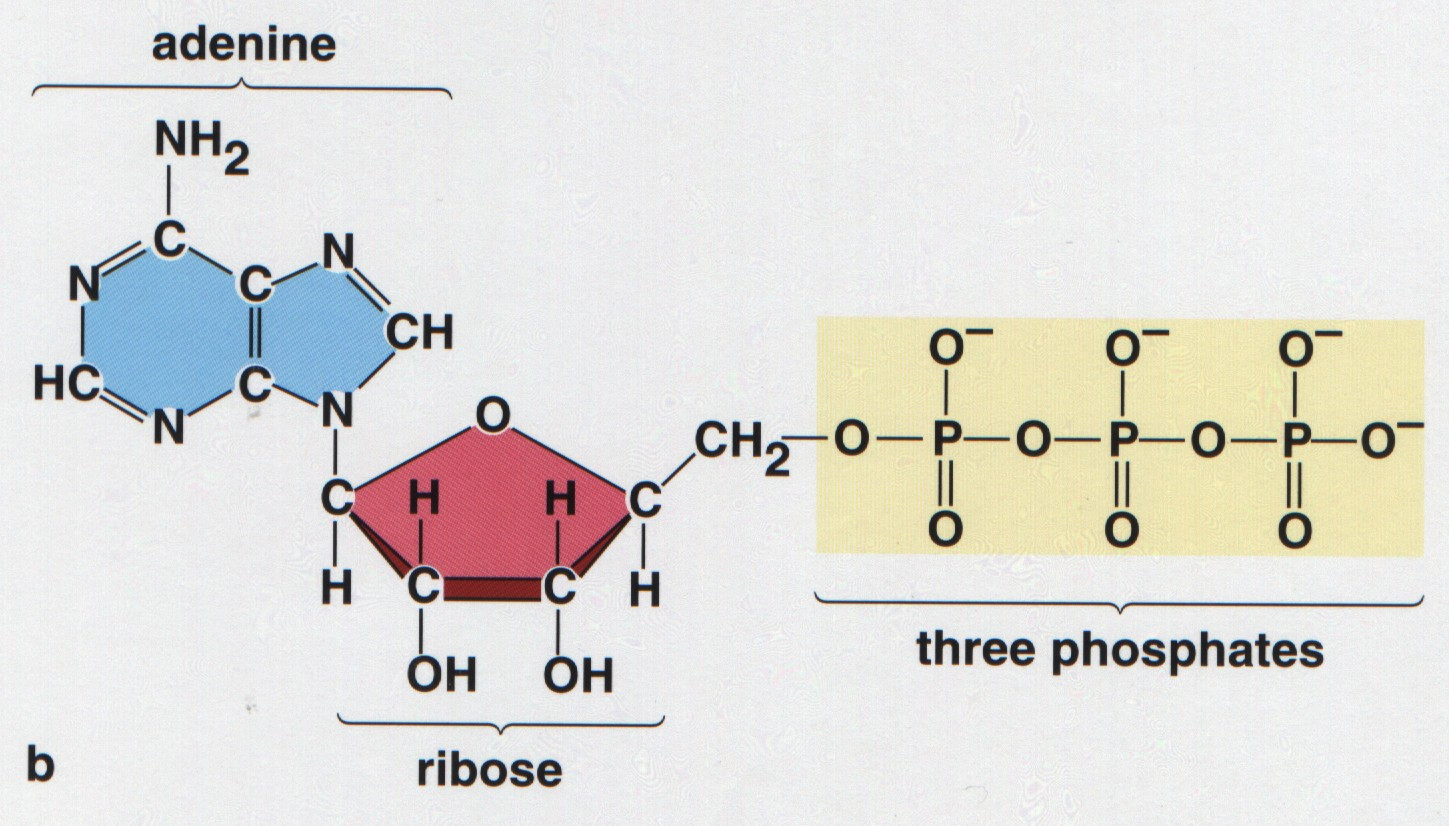 adenine
NH2
C
N
N
C
CH
HC
C
N
N
O
CH2
O
P
O
P
O
P
O−
O−
O−
O−
O
O
O
C
H
H
C
H
C
C
H
OH
OH
three phosphates
ribose
b